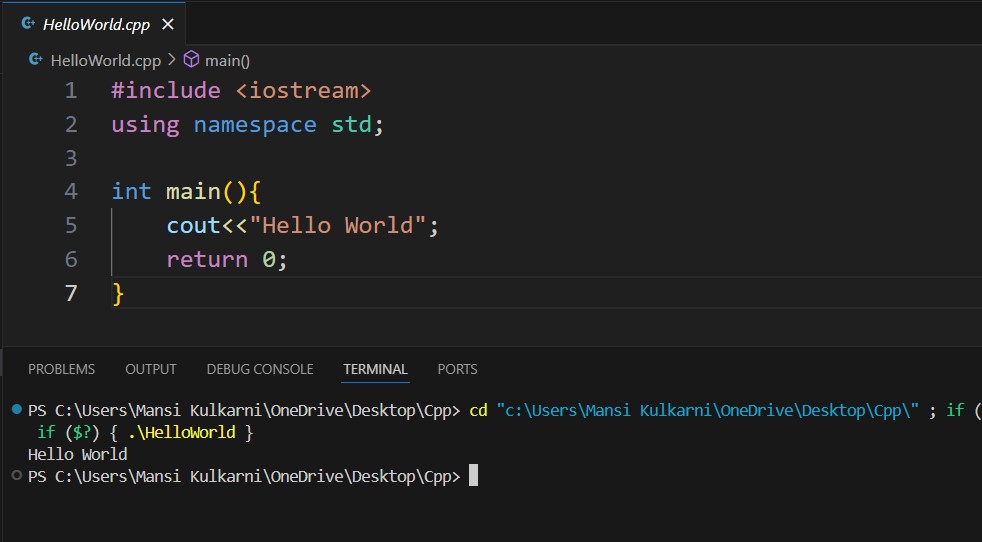 HelloWorld.cpp
HelloWorld.cpp > main()
1 #include <iostream>
2 using namespace std;
3
4 int main(){
5     cout<<"Hello World";
6     return 0;
7 }
PROBLEMS OUTPUT DEBUG CONSOLE TERMINAL PORTS
PS C:\Users\Mansi Kulkarni\OneDrive\Desktop\Cpp> cd "c:\Users\Mansi Kulkarni\OneDrive\Desktop\Cpp\" ; if (
if ($?) { .\HelloWorld }
Hello World
PS C:\Users\Mansi Kulkarni\OneDrive\Desktop\Cpp>